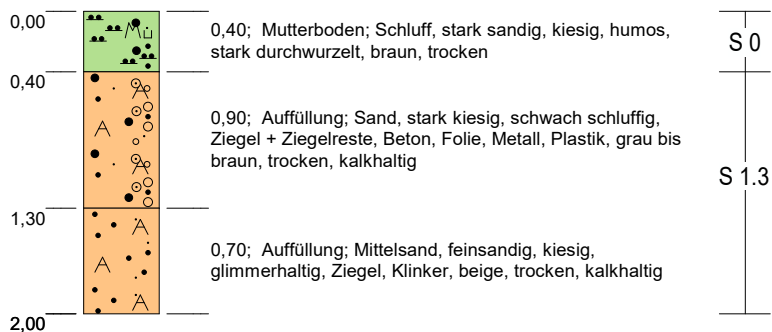 0,00
0,40; Mutterboden; Schluff, stark sandig, kiesig, humos,
stark durchwurzelt, braun, trocken
S 0
0,40
0,90; Auffüllung; Sand, stark kiesig, schwach schluffig,
Ziegel + Ziegelreste, Beton, Folie, Metall, Plastik, grau bis
braun, trocken, kalkhaltig
S 1.3
1,30
0,70; Auffüllung; Mittelsand, feinsandig, kiesig,
glimmerhaltig, Ziegel, Klinker, beige, trocken, kalkhaltig
2,00